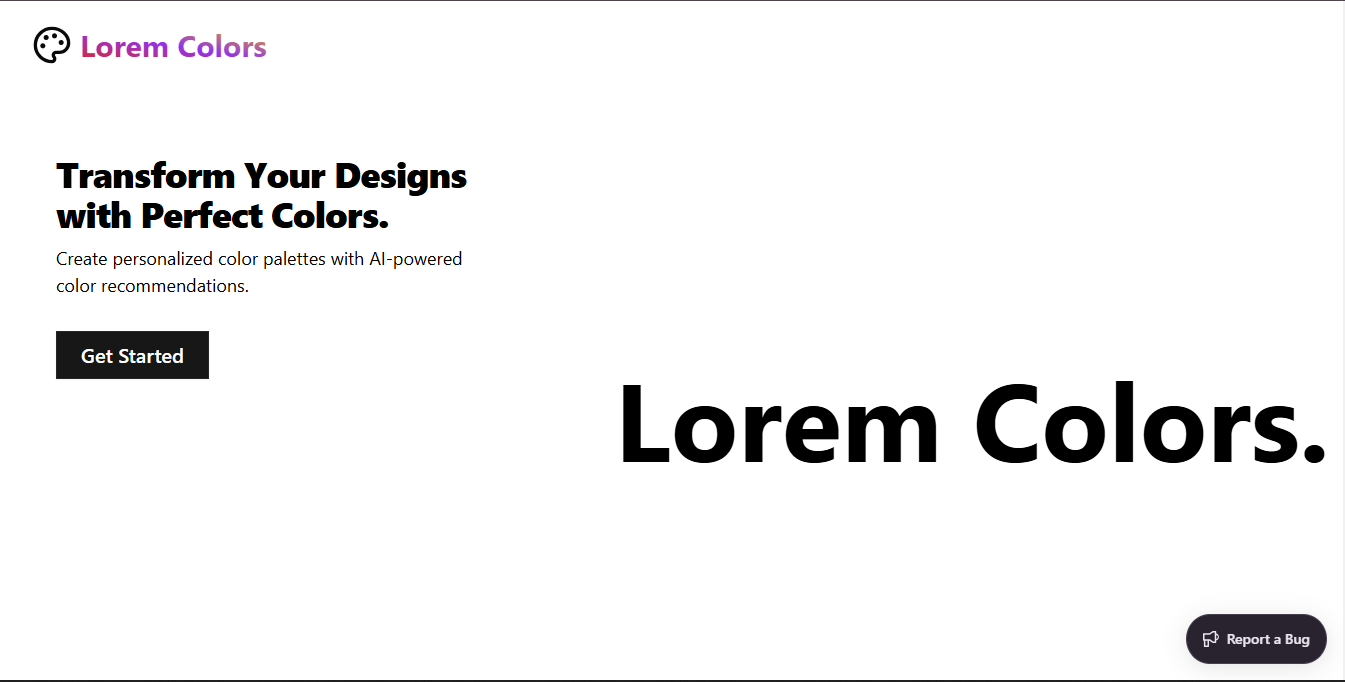 Lorem Colors
Transform Your Designs
with Perfect Colors.
Create personalized color palettes with AI-powered
color recommendations.
Get Started
Lorem Colors.
Report a Bug